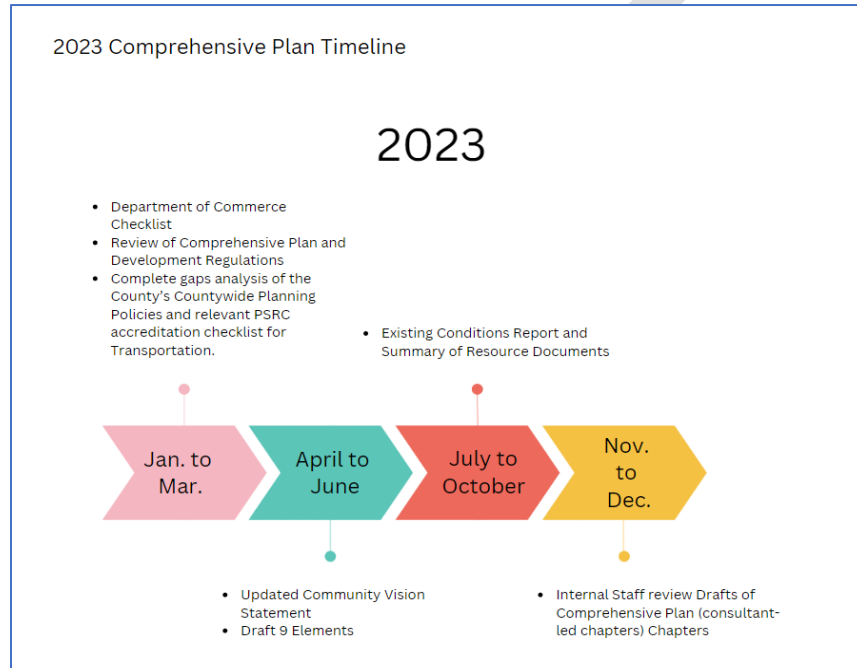 2023 Comprehensive Plan Timeline
2023
• Department of Commerce
Checklist
• Review of Comprehensive Plan and
Development Regulations
• Complete gaps analysis of the
County's Countywide Planning
Policies and relevant PSRC
accreditation checklist for
Transportation.
• Existing Conditions Report and
Summary of Resource Documents
Jan. to
Mar.
April to
June
July to
October
Nov.
to
Dec.
• Updated Community Vision
Statement
• Draft 9 Elements
• Internal Staff review Drafts of
Comprehensive Plan (consultant-
led chapters) Chapters